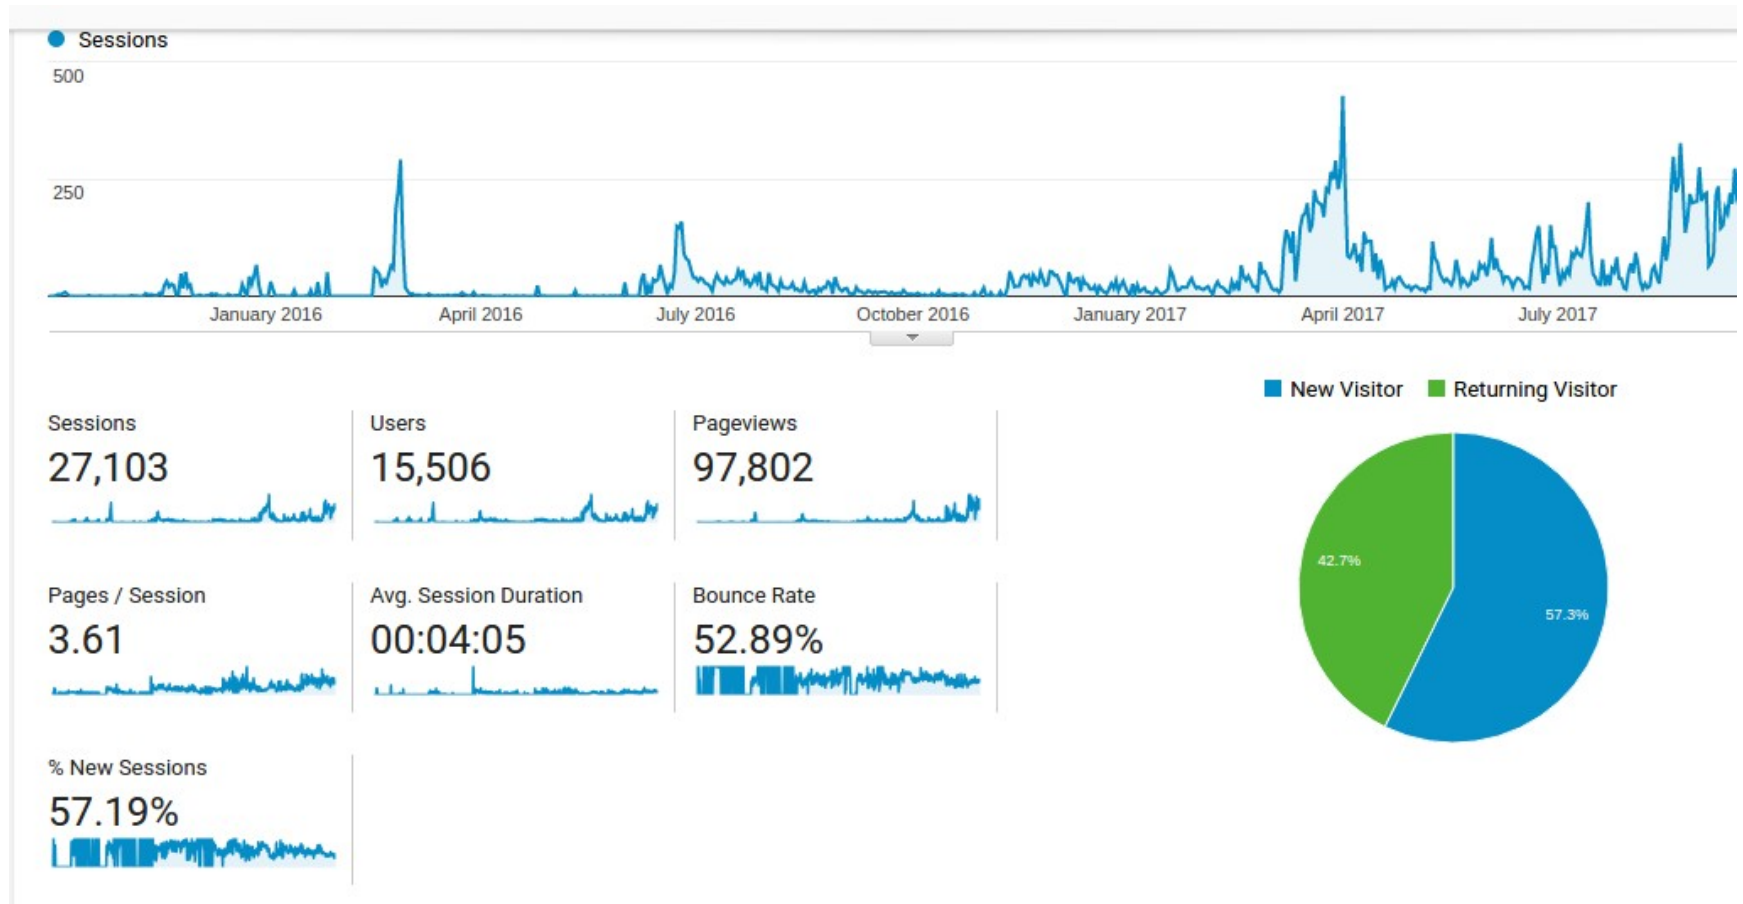 Sessions
500
250
January 2016 April 2016 July 2016 October 2016 January 2017 April 2017 July 2017
New Visitor Returning Visitor
Sessions Users Pageviews
27,103 15,506 97,802
42.7%
57.3%
Pages / Session Avg. Session Duration Bounce Rate
3.61 00:04:05 52.89%
% New Sessions
57.19%